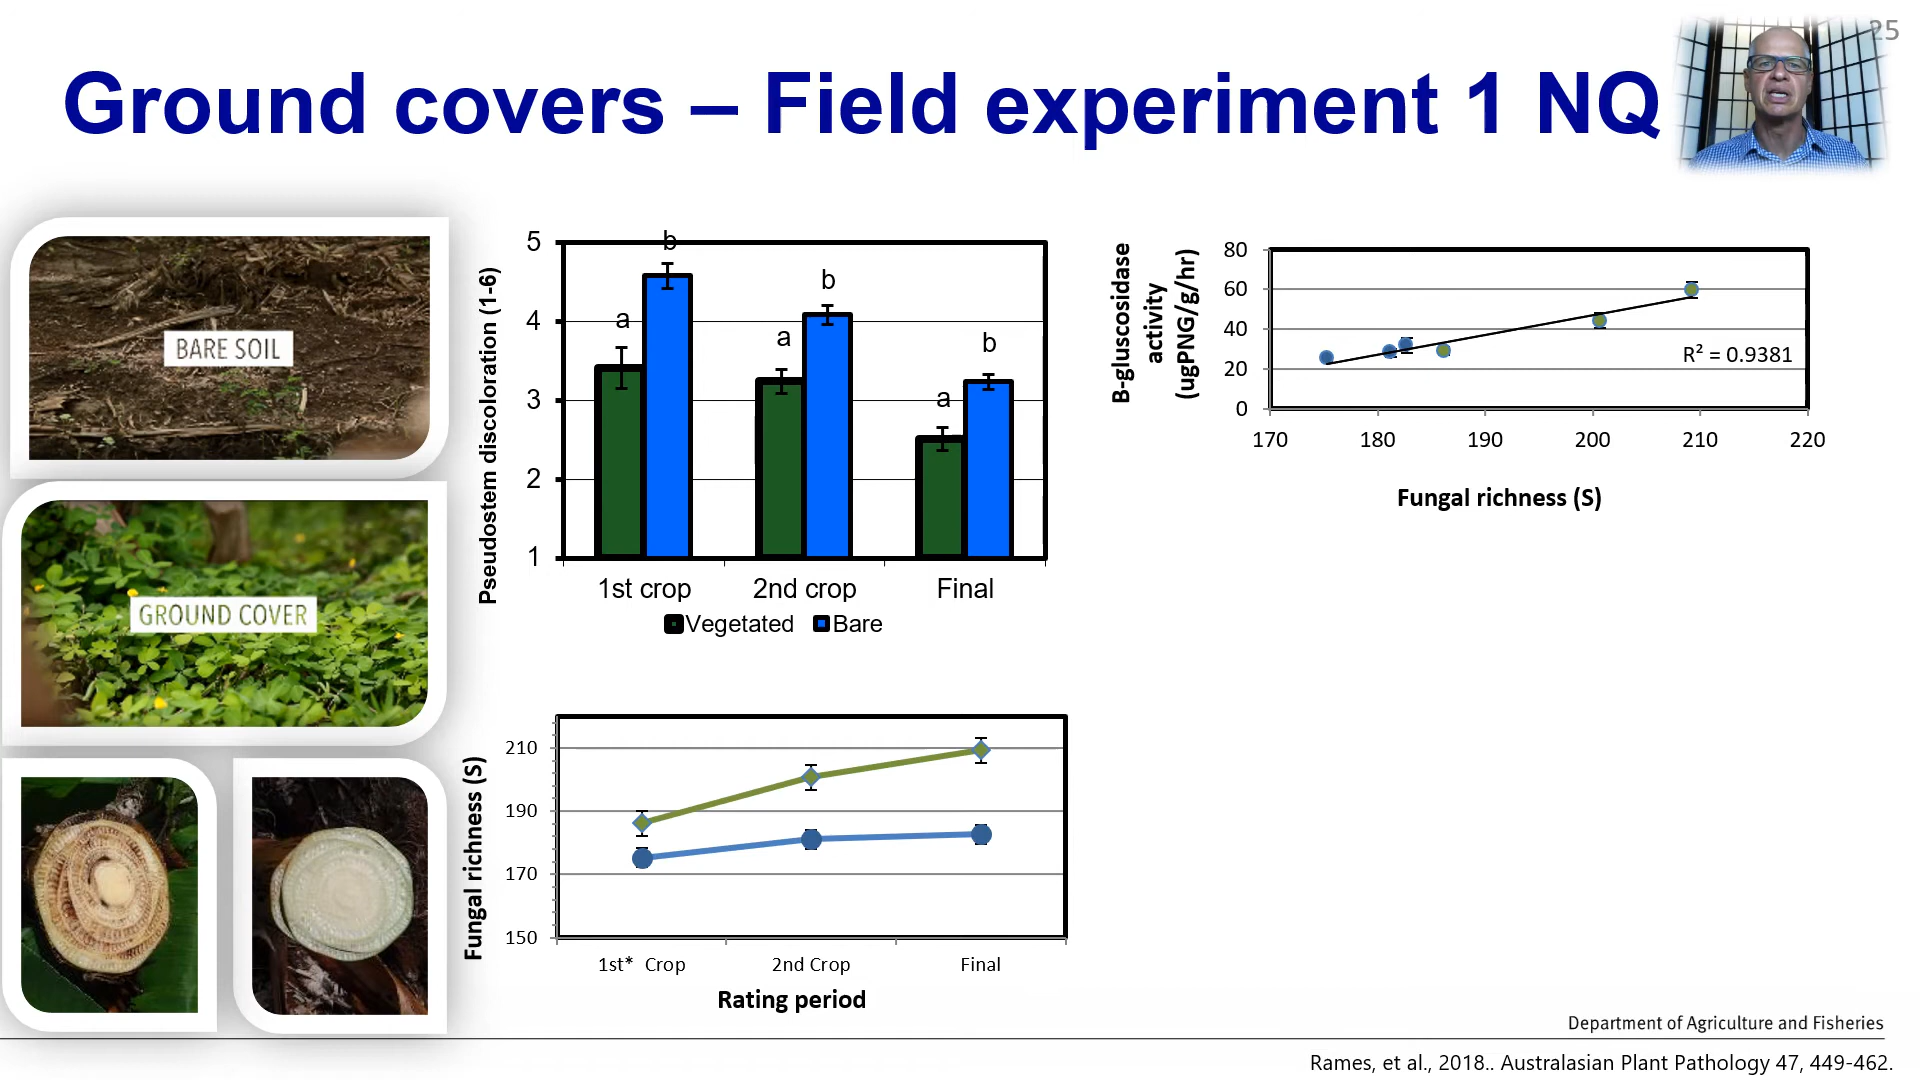 25
Ground covers – Field experiment 1 NQ
BARE SOIL
GROUND COVER
Pseudostem discoloration (1-6)
5
4
3
2
1
a
b
a
b
a
b
1st crop
2nd crop
Final
Vegetated
Bare
B-gluscosidase
activity
(ugPNG/g/hr)
80
60
40
20
0
R² = 0.9381
170
180
190
200
210
220
Fungal richness (S)
Fungal richness (S)
210
190
170
150
1st* Crop
2nd Crop
Final
Rating period
Department of Agriculture and Fisheries
Rames, et al., 2018.. Australasian Plant Pathology 47, 449-462.